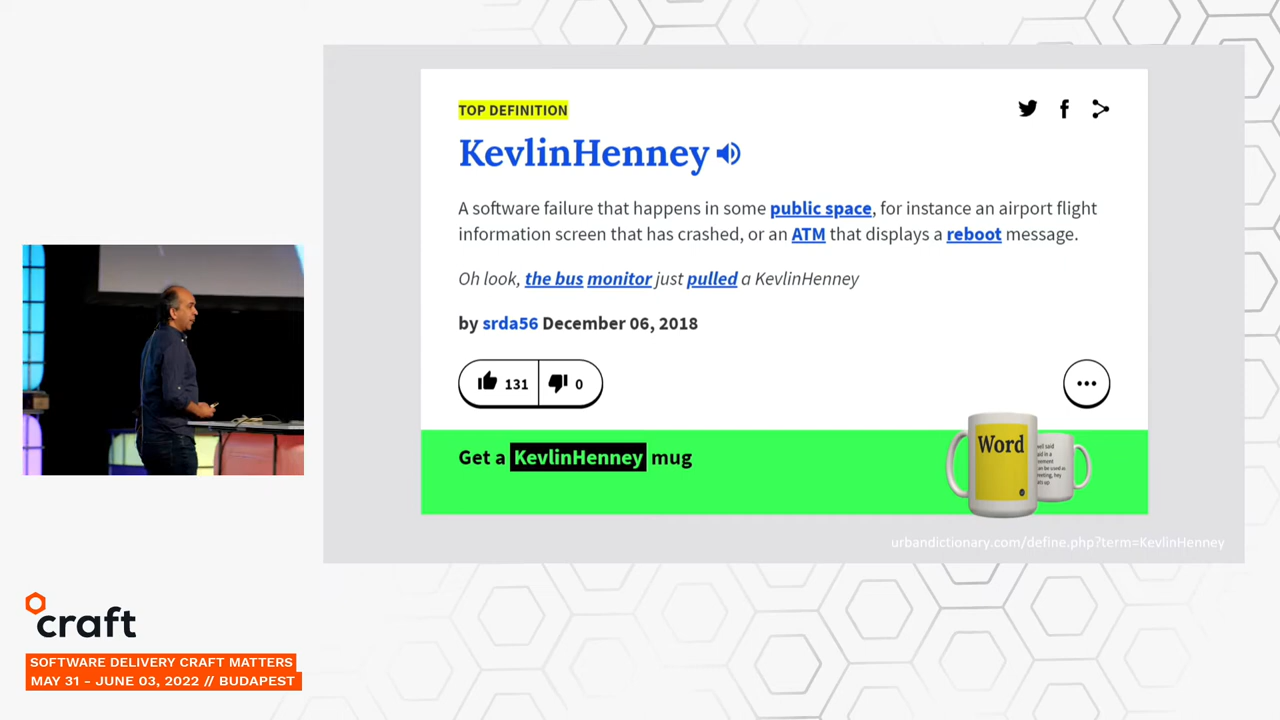 TOP DEFINITION
KevlinHenney
A software failure that happens in some public space, for instance an airport flight
information screen that has crashed, or an ATM that displays a reboot message.
Oh look, the bus monitor just pulled a KevlinHenney
by srda56 December 06, 2018
131 0
Get a KevlinHenney mug
Word
urbandictionary.com/define.php?term=KevlinHenney
craft
SOFTWARE DELIVERY CRAFT MATTERS
MAY 31 - JUNE 03, 2022 // BUDAPEST